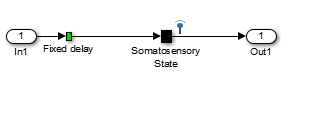 1
In1
Fixed delay
Somatosensory
State
1
Out1